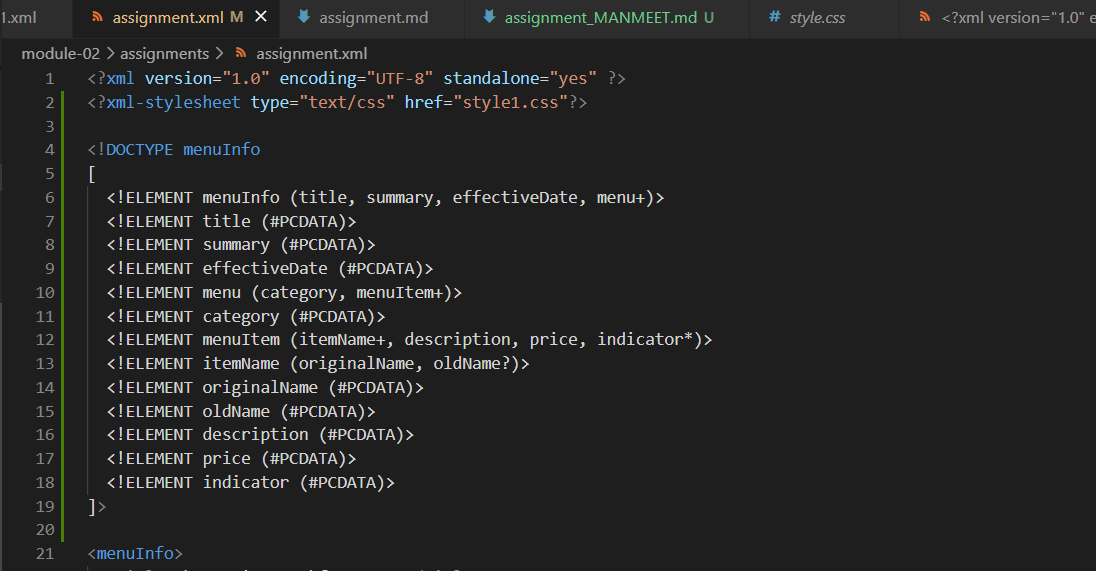 1.xml assignment.xml M × assignment.md assignment_MANMEET.md U # style.css <?xml version="1.0" e
module-02 > assignments > assignment.xml
1 <?xml version="1.0" encoding="UTF-8" standalone="yes" ?>
2 <?xml-stylesheet type="text/css" href="style1.css"?>
3
4 <!DOCTYPE menuInfo
5 [
6 <!ELEMENT menuInfo (title, summary, effectiveDate, menu+)>
7 <!ELEMENT title (#PCDATA)>
8 <!ELEMENT summary (#PCDATA)>
9 <!ELEMENT effectiveDate (#PCDATA)>
10 <!ELEMENT menu (category, menuItem+)>
11 <!ELEMENT category (#PCDATA)>
12 <!ELEMENT menuItem (itemName+, description, price, indicator*)>
13 <!ELEMENT itemName (originalName, oldName?)>
14 <!ELEMENT originalName (#PCDATA)>
15 <!ELEMENT oldName (#PCDATA)>
16 <!ELEMENT description (#PCDATA)>
17 <!ELEMENT price (#PCDATA)>
18 <!ELEMENT indicator (#PCDATA)>
19 ]>
20
21 <menuInfo>